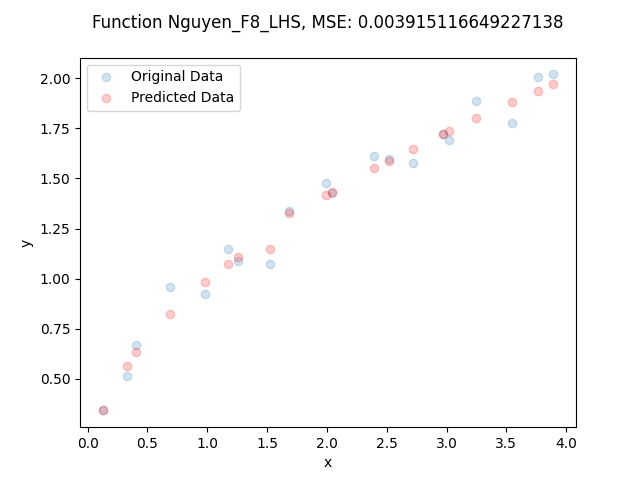 Function Nguyen_F8_LHS, MSE: 0.003915116649227138
Original Data
Predicted Data
2.00
1.75
1.50
1.25
1.00
0.75
0.50
y
0.0 0.5 1.0 1.5 2.0 2.5 3.0 3.5 4.0
x